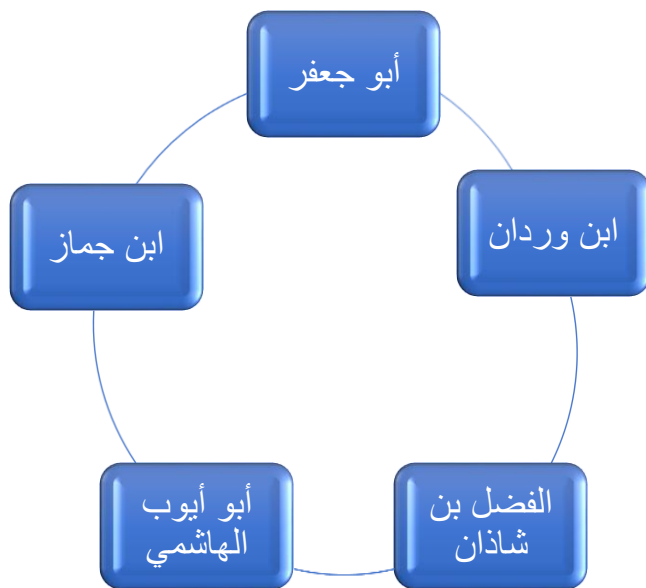 أبو جعفر
ابن وردان
الفضل بن
شاذان
أبو أيوب
الهاشمي
ابن جماز